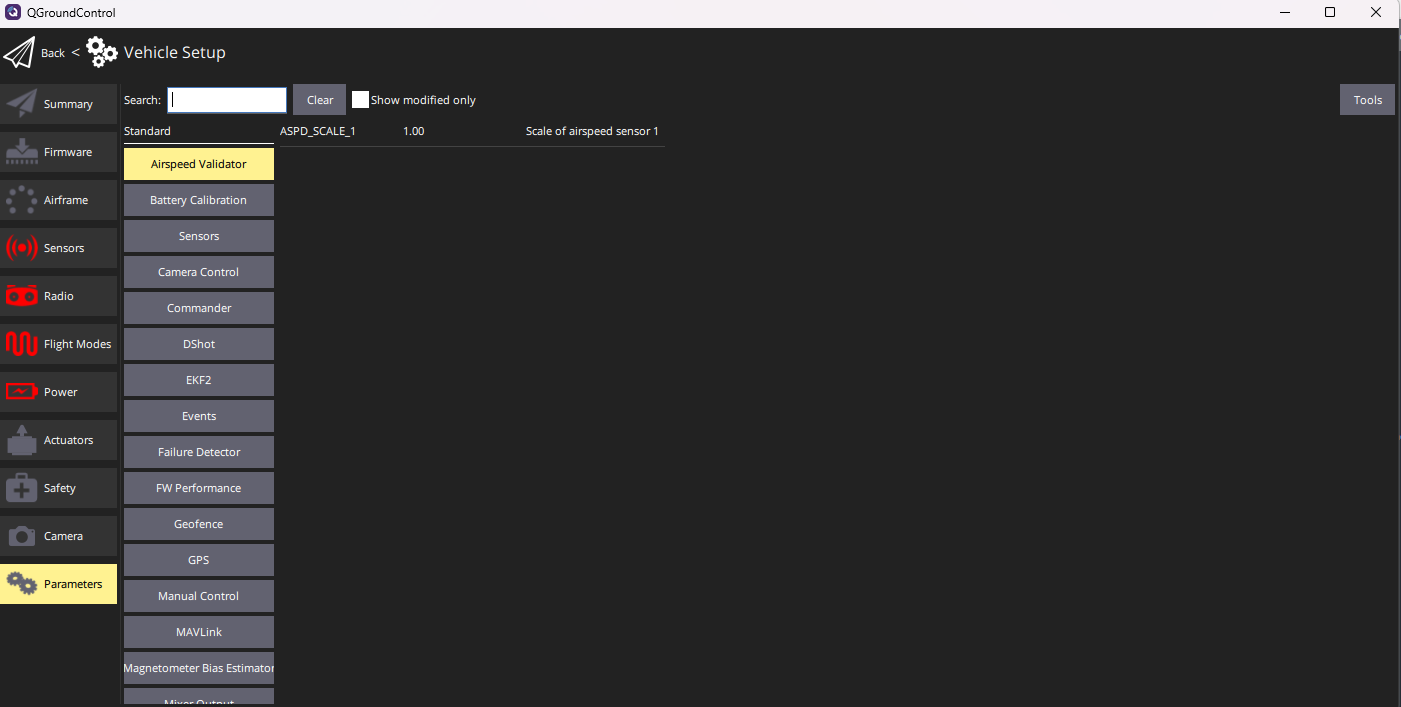 QGroundControl
Back < Vehicle Setup
Summary
Firmware
Airframe
Sensors
Radio
Flight Modes
Power
Actuators
Safety
Camera
Parameters
Search:
Clear
Show modified only
Tools
Standard
Airspeed Validator
Battery Calibration
Sensors
Camera Control
Commander
DShot
EKF2
Events
Failure Detector
FW Performance
Geofence
GPS
Manual Control
MAVLink
Magnetometer Bias Estimator
Mixer Output
ASPD_SCALE_1 1.00 Scale of airspeed sensor 1